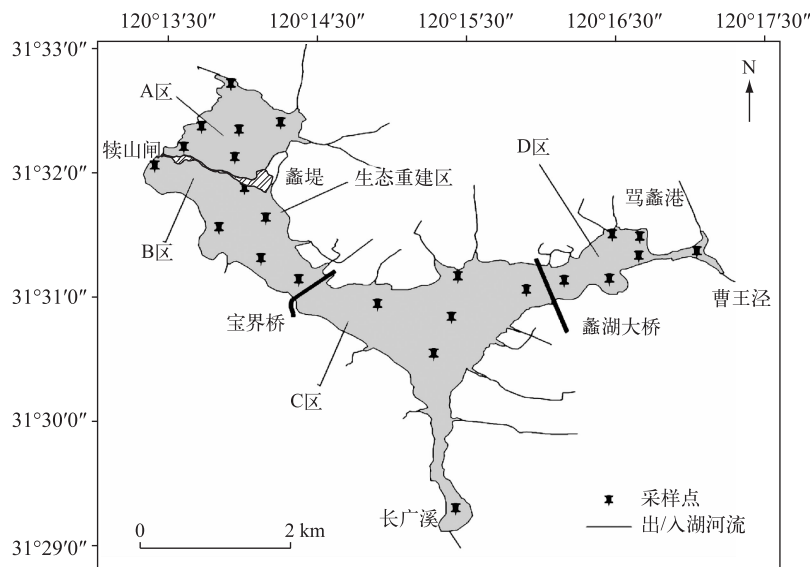 120°13′30″ 120°14′30″ 120°15′30″ 120°16′30″ 120°17′30″
31°33′00″
N
A区
犊山闸
D区
31°32′00″
蠡堤
生态重建区
骂蠡港
B区
31°31′00″
曹王泾
宝界桥
蠡湖大桥
C区
31°30′0″
采样点
长广溪
0 2 km
出/入湖河流
31°29′0″